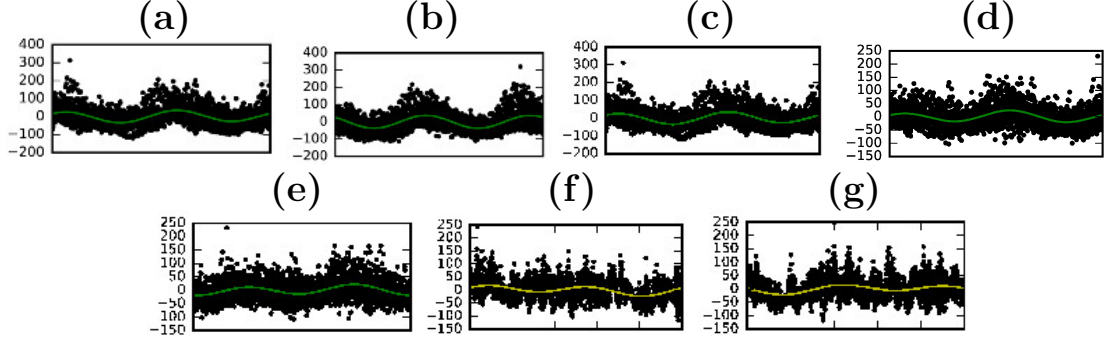 (a) (b) (c) (d)
400 400 400 250
300 300 300 200
200 200 200 150
100 100 100 100
0 0 0 50
−100 −100 −100 0
−200 −200 −200 −50
−100
−150
(e) (f) (g)
250 250 250
200 200 200
150 150 150
100 100 100
50 50 50
0 0 0
−50 −50 −50
−100 −100 −100
−150 −150 −150